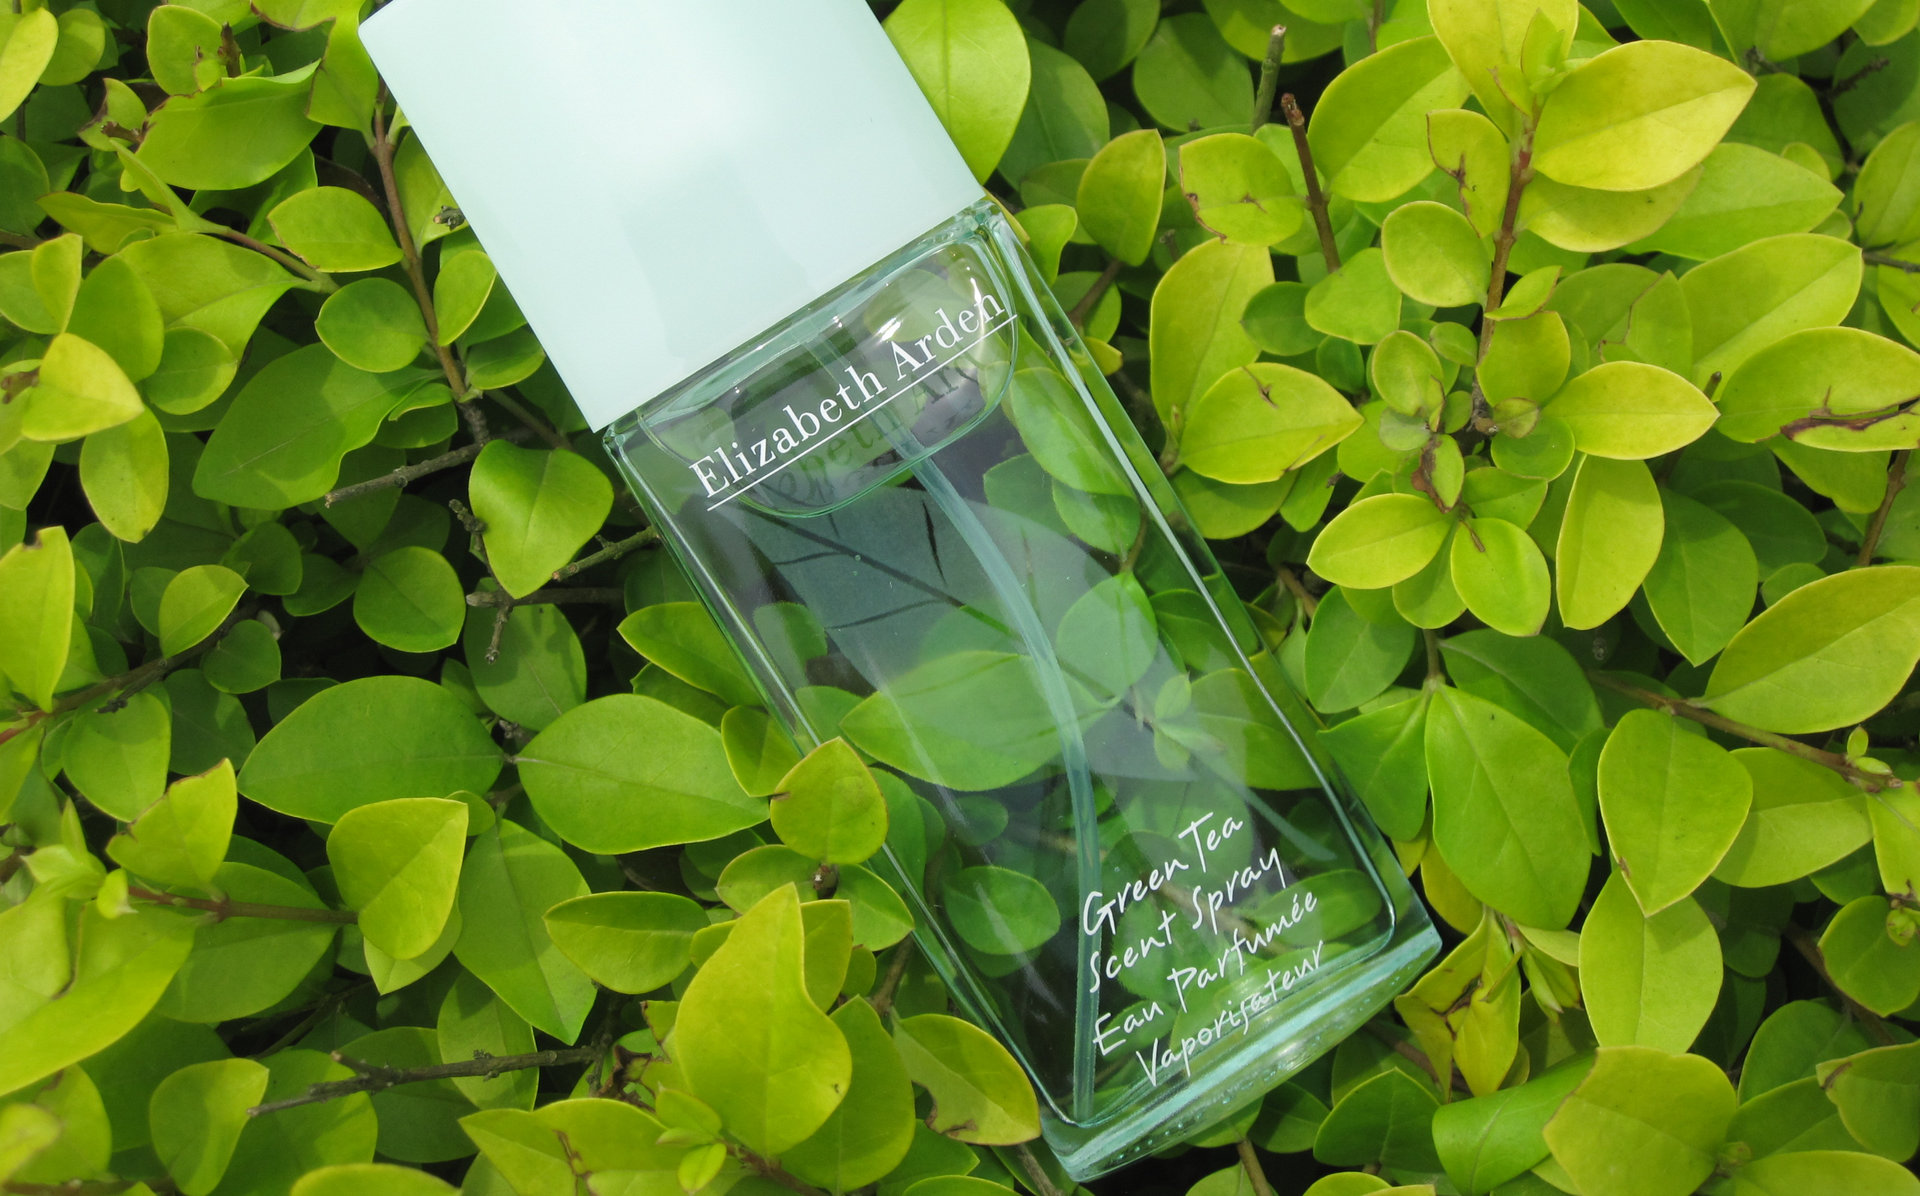 Elizabeth Arden
Green Tea
Scent Spray
Eau Parfumée
Vaporisateur